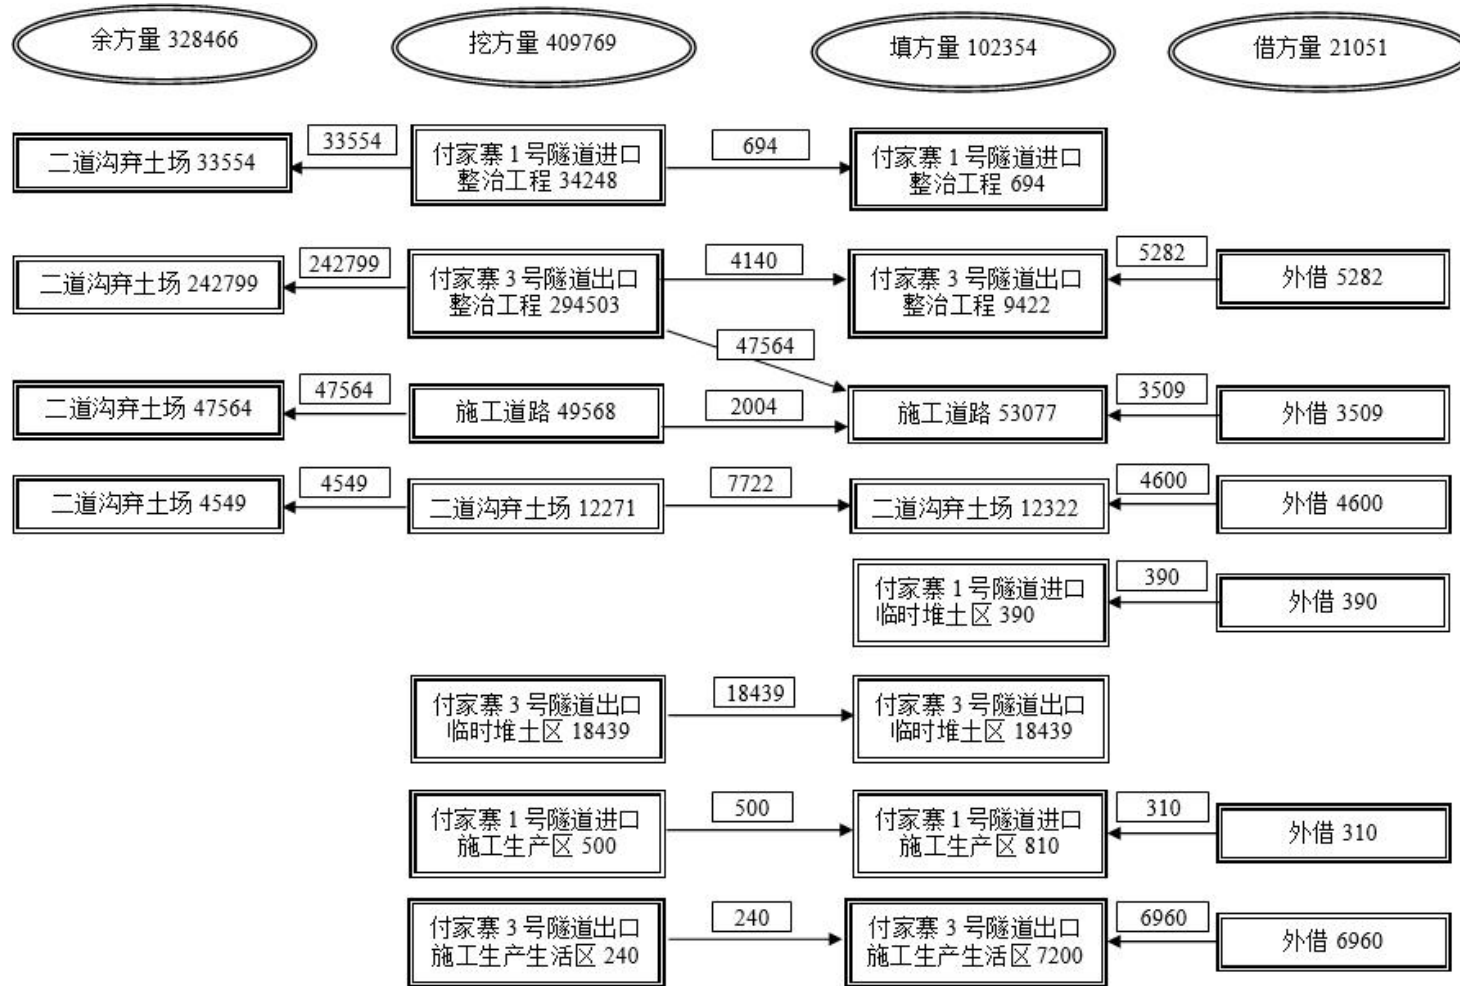 余方量 328466
挖方量 409769
填方量 102354
借方量 21051
二道沟弃土场 33554
33554
付家寨 1 号隧道进口
整治工程 34248
694
付家寨 1 号隧道进口
整治工程 694
二道沟弃土场 242799
242799
付家寨 3 号隧道出口
整治工程 294503
4140
付家寨 3 号隧道出口
整治工程 9422
5282
外借 5282
47564
二道沟弃土场 47564
47564
施工道路 49568
2004
施工道路 53077
3509
外借 3509
二道沟弃土场 4549
4549
二道沟弃土场 12271
7722
二道沟弃土场 12322
4600
外借 4600
付家寨 1 号隧道进口
临时堆土区 390
390
外借 390
付家寨 3 号隧道出口
临时堆土区 18439
18439
付家寨 3 号隧道出口
临时堆土区 18439
付家寨 1 号隧道进口
施工生产区 500
500
付家寨 1 号隧道进口
施工生产区 810
310
外借 310
付家寨 3 号隧道出口
施工生产生活区 240
240
付家寨 3 号隧道出口
施工生产生活区 7200
6960
外借 6960